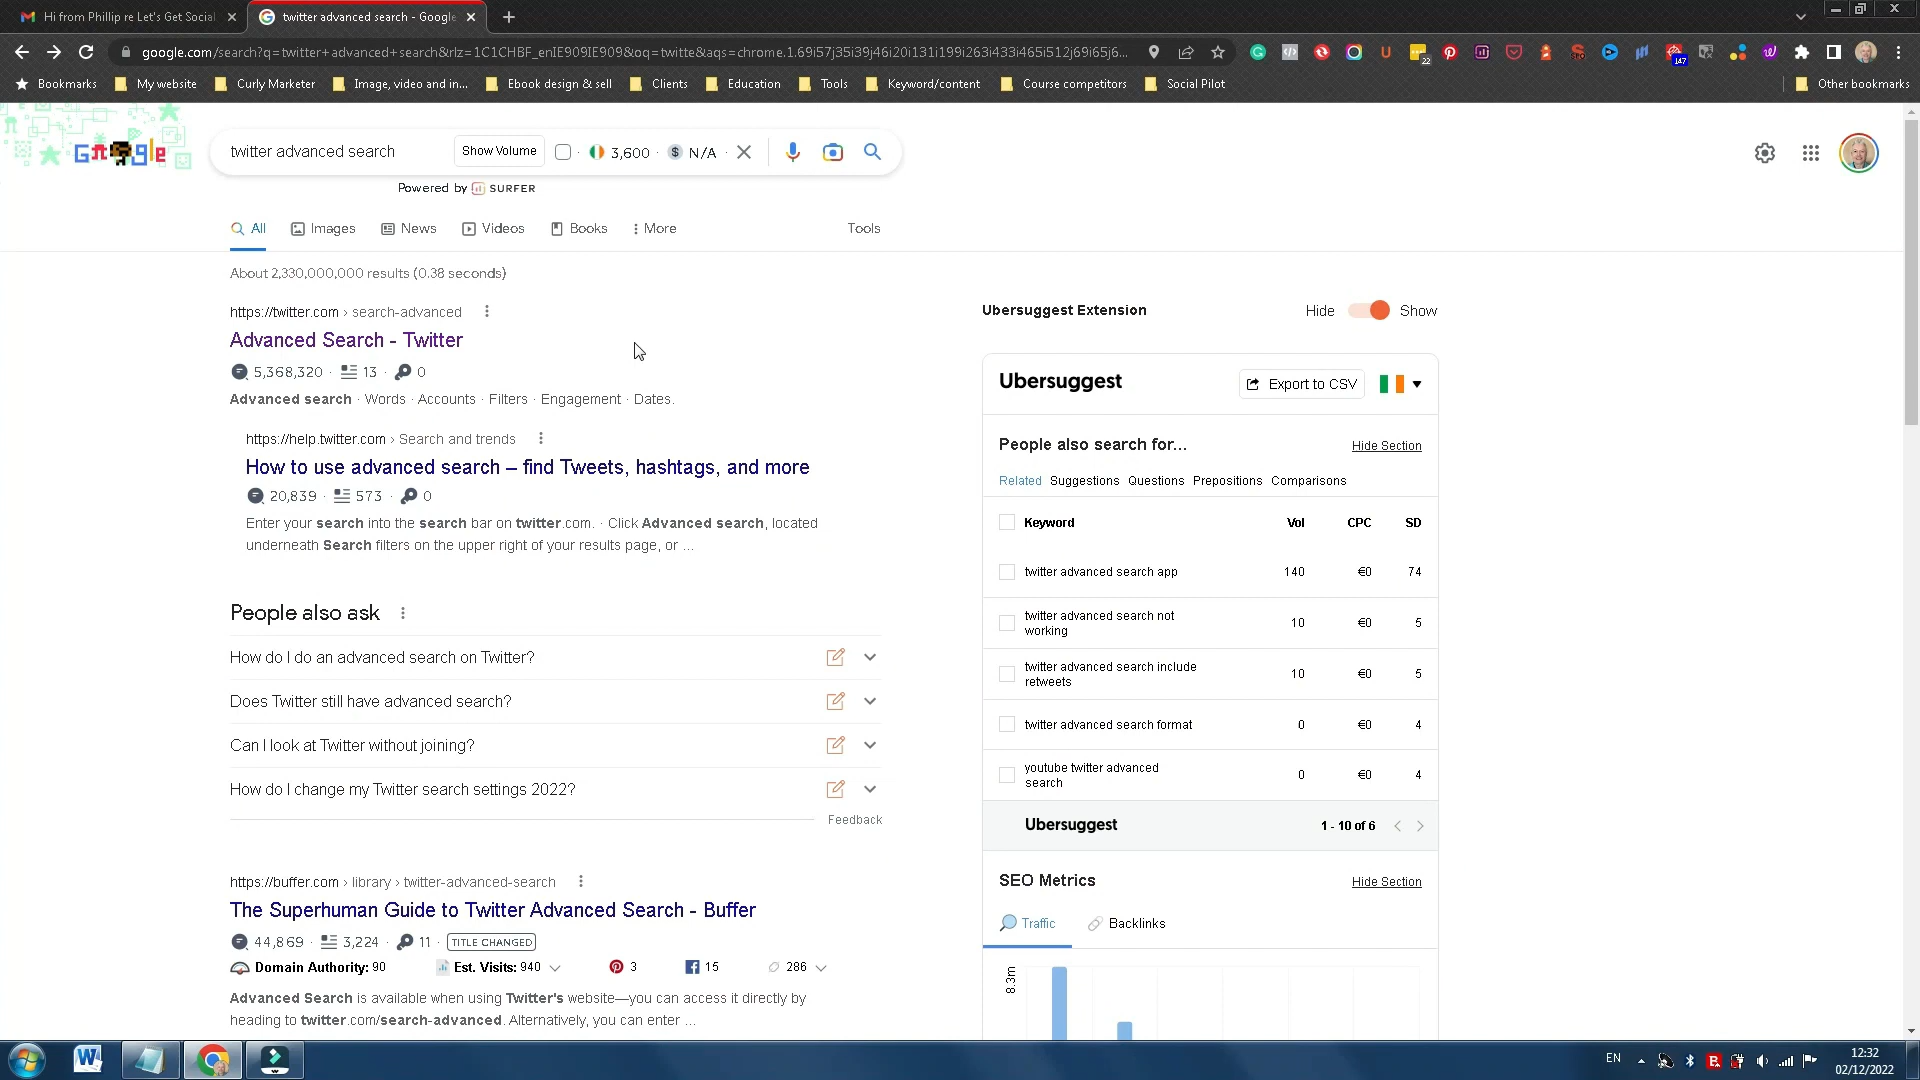 Hi from Phillip re Let's Get Social
twitter advanced search - Google
google.com/search?q=twitter+advanced+search&rlz=1C1CHBF_enIE909IE909&oq=twitte&aqs=chrome.1.69i57j35i39j46i20i131i199i263i433i465i512j69i65j6...
22
147
Bookmarks
My website
Curly Marketer
Image, video and in...
Ebook design & sell
Clients
Education
Tools
Keyword/content
Course competitors
Social Pilot
Other bookmarks
twitter advanced search
Show Volume
3,600 · N/A
Powered by SURFER
All
Images
News
Videos
Books
More
Tools
About 2,330,000,000 results (0.38 seconds)
https://twitter.com › search-advanced
Advanced Search - Twitter
5,368,320 · 13 · 0
Advanced search · Words · Accounts · Filters · Engagement · Dates.
https://help.twitter.com › Search and trends
How to use advanced search – find Tweets, hashtags, and more
20,839 · 573 · 0
Enter your search into the search bar on twitter.com. · Click Advanced search, located
underneath Search filters on the upper right of your results page, or ...
People also ask
How do I do an advanced search on Twitter?
Does Twitter still have advanced search?
Can I look at Twitter without joining?
How do I change my Twitter search settings 2022?
Feedback
https://buffer.com › library › twitter-advanced-search
The Superhuman Guide to Twitter Advanced Search - Buffer
44,869 · 3,224 · 11 · TITLE CHANGED
Domain Authority: 90
Est. Visits: 940
3
15
286
Advanced Search is available when using Twitter's website—you can access it directly by
heading to twitter.com/search-advanced. Alternatively, you can enter ...
Ubersuggest Extension
Hide
Show
Ubersuggest
Export to CSV
People also search for...
Hide Section
Related
Suggestions
Questions
Prepositions
Comparisons
Keyword Vol CPC SD
twitter advanced search app 140 €0 74
twitter advanced search not
working 10 €0 5
twitter advanced search include
retweets 10 €0 5
twitter advanced search format 0 €0 4
youtube twitter advanced
search 0 €0 4
Ubersuggest
1 - 10 of 6
SEO Metrics
Hide Section
Traffic
Backlinks
8.3m
EN
12:32
02/12/2022